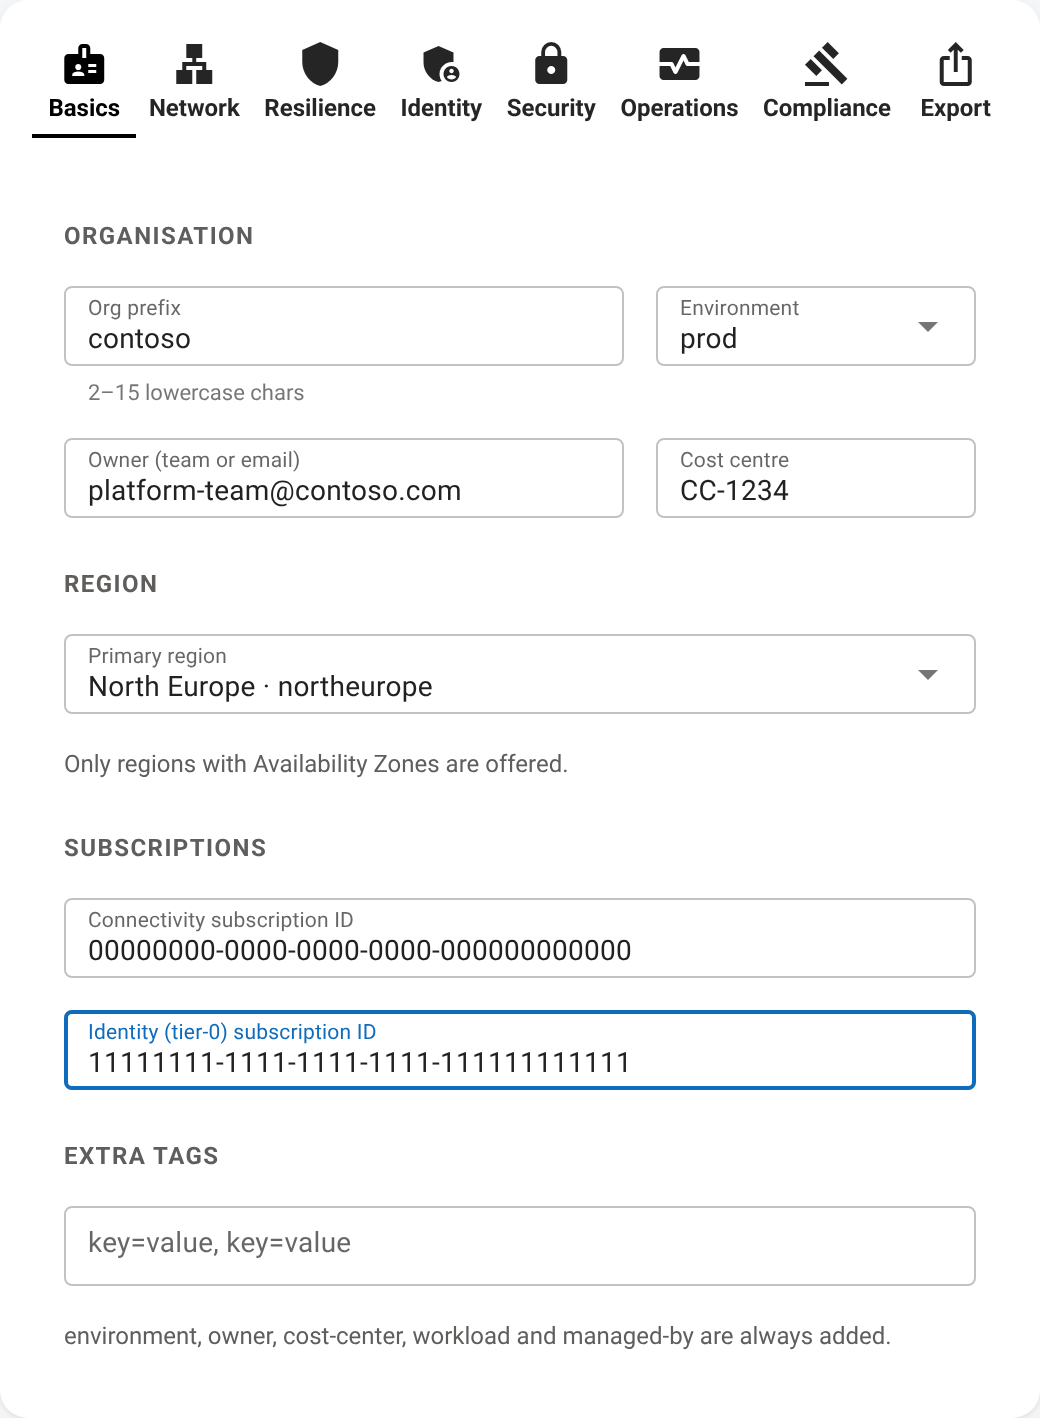 Basics Network Resilience Identity Security Operations Compliance Export
ORGANISATION
Org prefix
contoso
Environment
prod
2–15 lowercase chars
Owner (team or email)
platform-team@contoso.com
Cost centre
CC-1234
REGION
Primary region
North Europe · northeurope
Only regions with Availability Zones are offered.
SUBSCRIPTIONS
Connectivity subscription ID
00000000-0000-0000-0000-000000000000
Identity (tier-0) subscription ID
11111111-1111-1111-1111-111111111111
EXTRA TAGS
key=value, key=value
environment, owner, cost-center, workload and managed-by are always added.